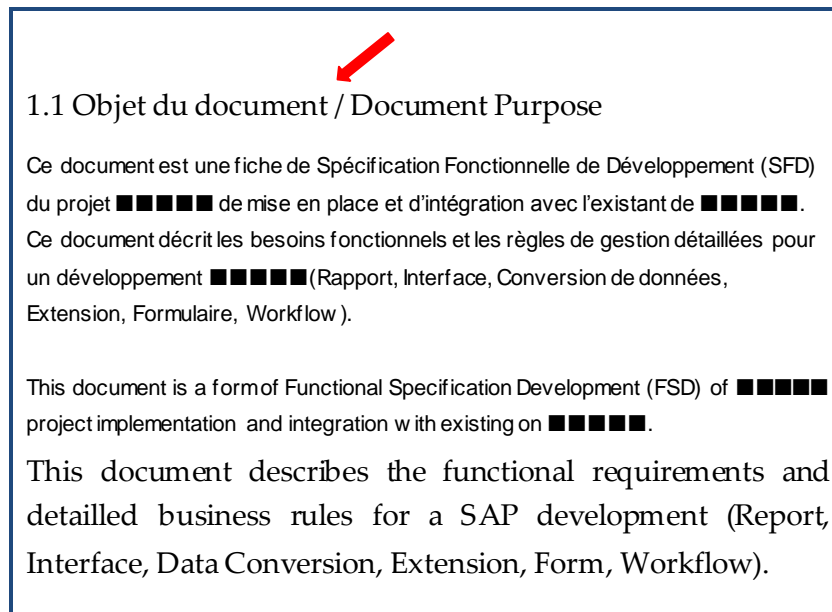 1.1 Objet du document / Document Purpose
Ce document est une fiche de Spécification Fonctionnelle de Développement (SFD)
du projet ■■■■■ de mise en place et d’intégration avec l’existant de ■■■■■.
Ce document décrit les besoins fonctionnels et les règles de gestion détaillées pour
un développement ■■■■■(Rapport, Interface, Conversion de données,
Extension, Formulaire, Workflow).
This document is a form of Functional Specification Development (FSD) of ■■■■■
project implementation and integration with existing on ■■■■■.
This document describes the functional requirements and
detailled business rules for a SAP development (Report,
Interface, Data Conversion, Extension, Form, Workflow).